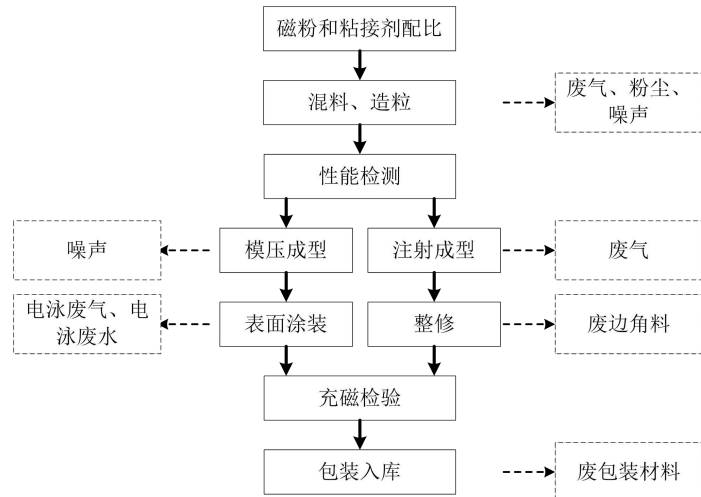 磁粉和粘接剂配比
混料、造粒
废气、粉尘、
噪声
性能检测
噪声
模压成型
注射成型
废气
电泳废气、电
泳废水
表面涂装
整修
废边角料
充磁检验
包装入库
废包装材料